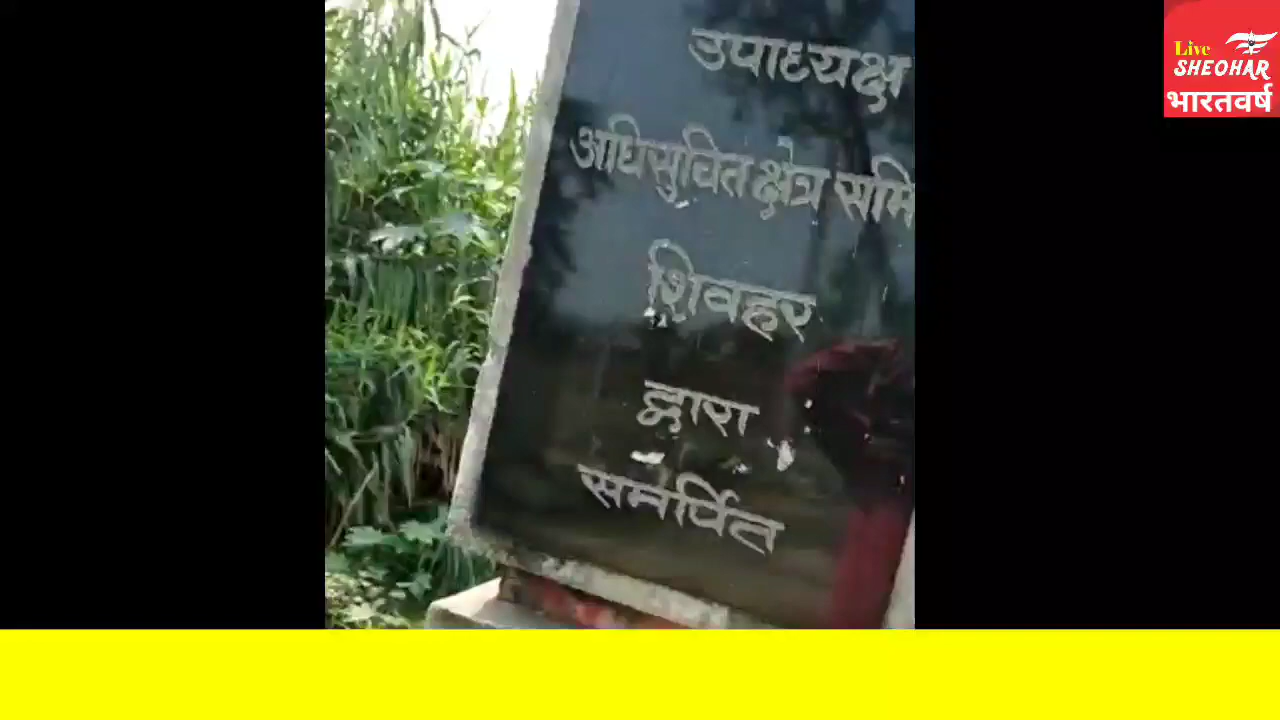 उपाध्यक्ष
अधिसुचित क्षेत्र समि
शिवहर
द्वारा
समर्पित
Live
SHEOHAR
भारतवर्ष